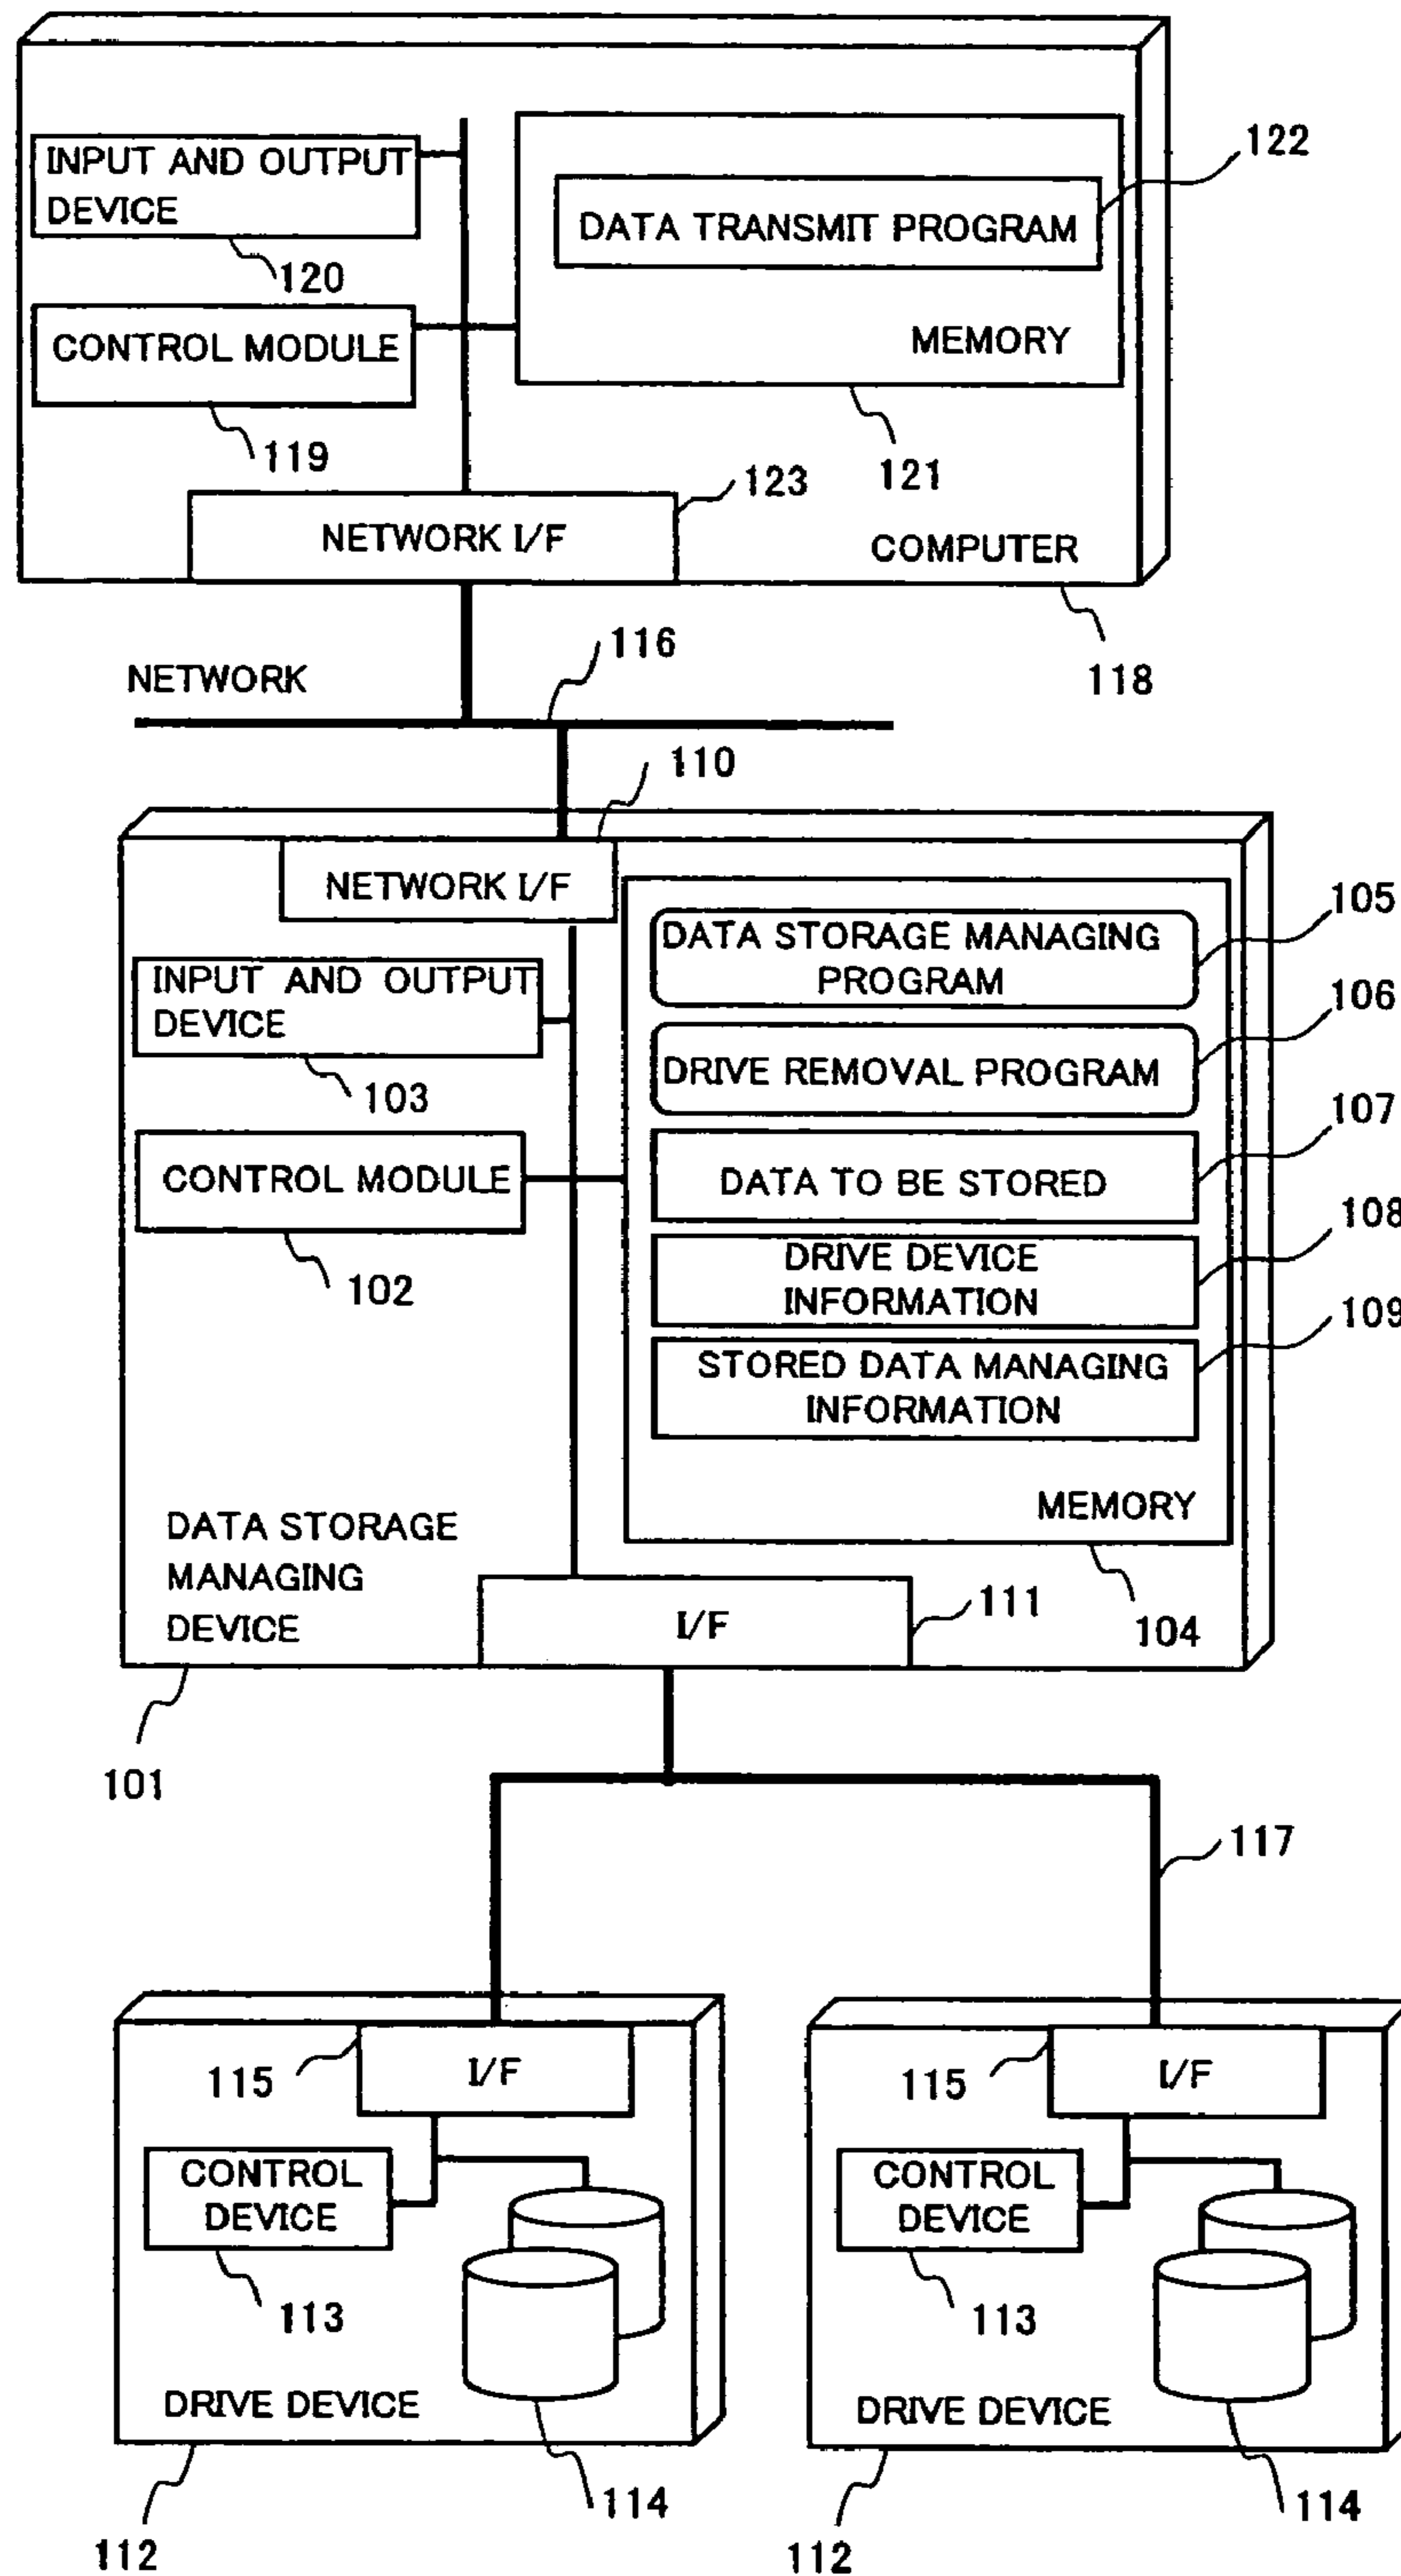 INPUT AND OUTPUT
DEVICE
120
122
DATA TRANSMIT PROGRAM
CONTROL MODULE
119
MEMORY
121
123
NETWORK I/F
COMPUTER
118
116
NETWORK
110
NETWORK I/F
DATA STORAGE MANAGING
PROGRAM
105
INPUT AND OUTPUT
DEVICE
103
DRIVE REMOVAL PROGRAM
106
CONTROL MODULE
102
DATA TO BE STORED
107
DRIVE DEVICE
INFORMATION
108
STORED DATA MANAGING
INFORMATION
109
MEMORY
104
DATA STORAGE
MANAGING
DEVICE
I/F
111
101
117
115
I/F
CONTROL
DEVICE
113
DRIVE DEVICE
114
112
115
I/F
CONTROL
DEVICE
113
DRIVE DEVICE
114
112